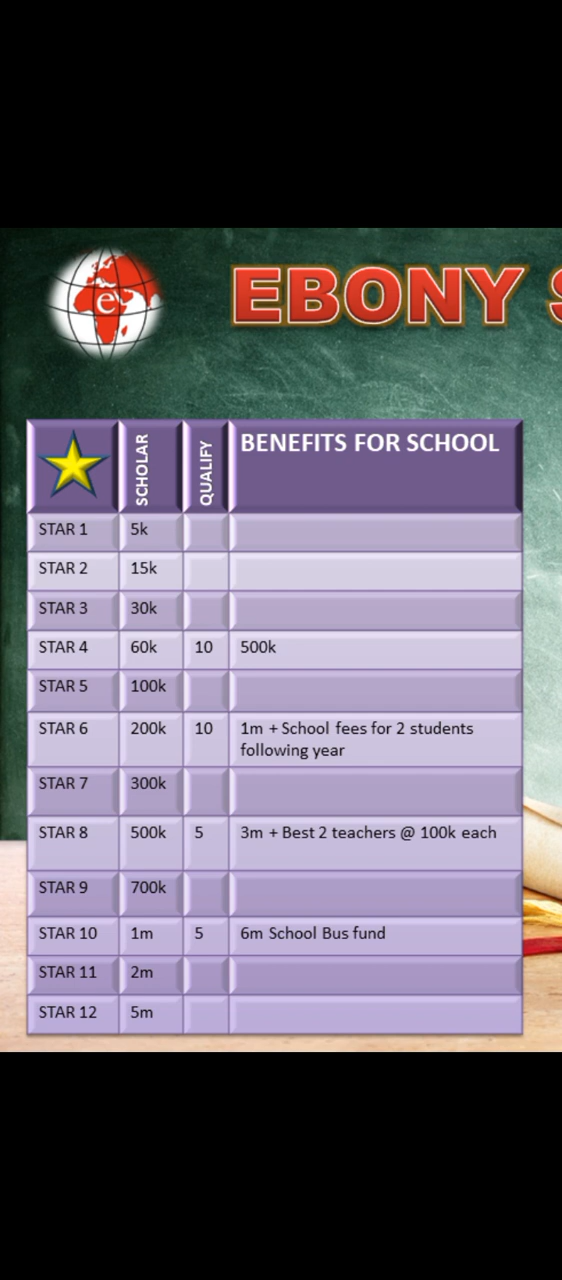 e
EBONY
SCHOLAR
QUALIFY
BENEFITS FOR SCHOOL
STAR 1 5k
STAR 2 15k
STAR 3 30k
STAR 4 60k 10 500k
STAR 5 100k
STAR 6 200k 10 1m + School fees for 2 students
following year
STAR 7 300k
STAR 8 500k 5 3m + Best 2 teachers @ 100k each
STAR 9 700k
STAR 10 1m 5 6m School Bus fund
STAR 11 2m
STAR 12 5m